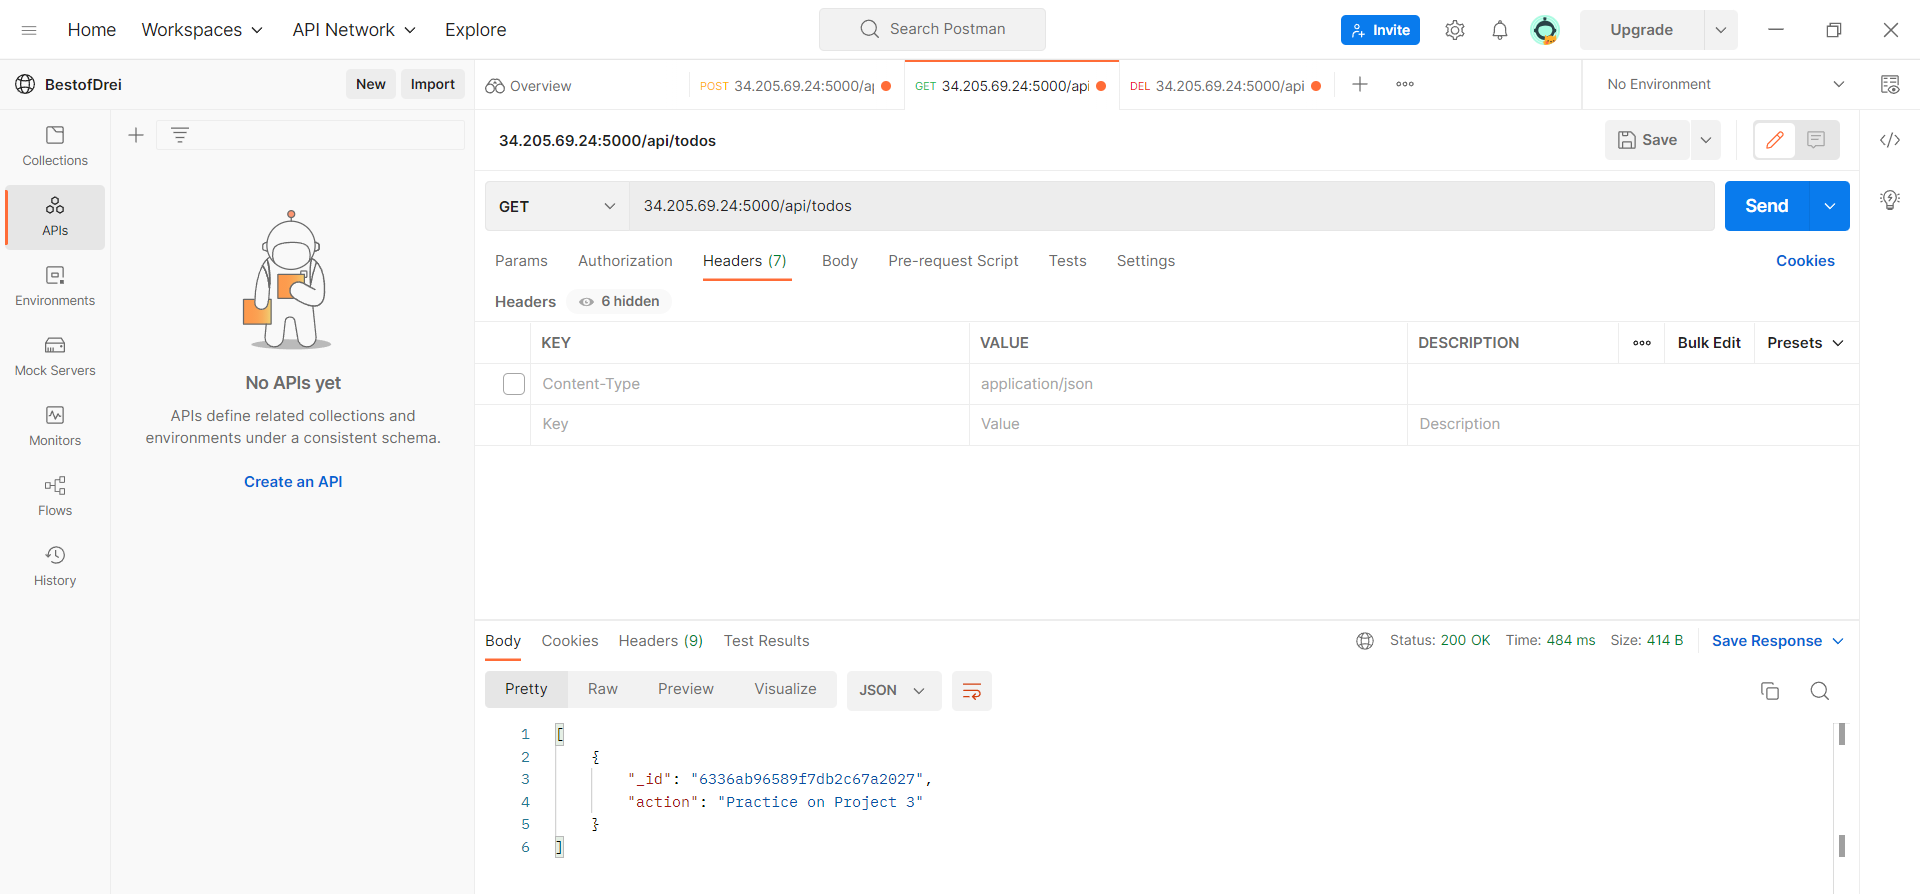 Home Workspaces API Network Explore Search Postman Invite Upgrade
BestofDrei New Import Overview POST 34.205.69.24:5000/ap GET 34.205.69.24:5000/api DEL 34.205.69.24:5000/api No Environment
Collections
APIs
Environments
Mock Servers
Monitors
Flows
History
No APIs yet
APIs define related collections and
environments under a consistent schema.
Create an API
34.205.69.24:5000/api/todos Save
GET 34.205.69.24:5000/api/todos Send
Params Authorization Headers (7) Body Pre-request Script Tests Settings Cookies
Headers 6 hidden
KEY VALUE DESCRIPTION Bulk Edit Presets
Content-Type application/json
Key Value Description
Body Cookies Headers (9) Test Results Status: 200 OK Time: 484 ms Size: 414 B Save Response
Pretty Raw Preview Visualize JSON
1 [
2 {
3 "_id": "6336ab96589f7db2c67a2027",
4 "action": "Practice on Project 3"
5 }
6 ]